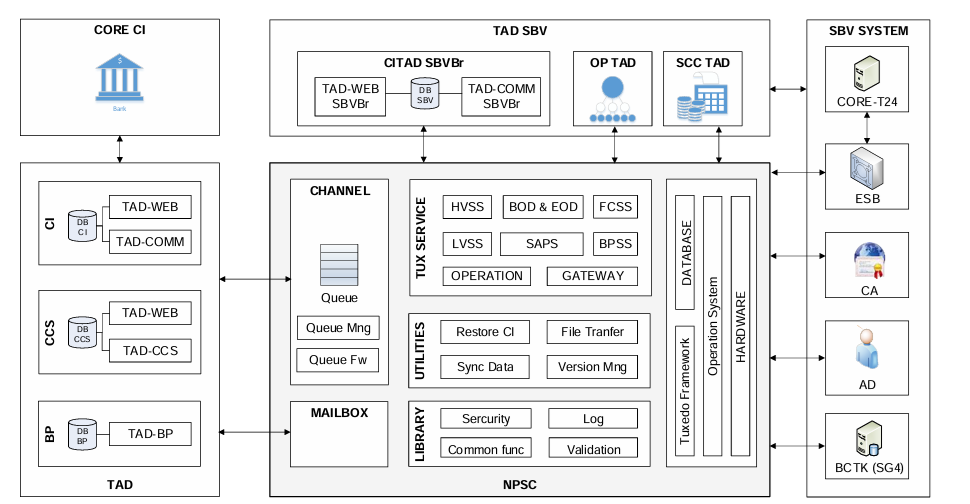 CORE CI
$
Bank
TAD SBV
CITAD SBVBr
TAD-WEB
SBVBr
DB
SBV
TAD-COMM
SBVBr
OP TAD
SCC TAD
SBV SYSTEM
CORE-T24
ESB
CA
AD
BCTK (SG4)
CI
DB
CI
TAD-WEB
TAD-COMM
CCS
DB
CCS
TAD-WEB
TAD-CCS
BP
DB
BP
TAD-BP
TAD
CHANNEL
Queue
Queue Mng
Queue Fw
MAILBOX
TUX SERVICE
HVSS
BOD & EOD
FCSS
LVSS
SAPS
BPSS
OPERATION
GATEWAY
UTILITIES
Restore CI
File Tranfer
Sync Data
Version Mng
LIBRARY
Sercurity
Log
Common func
Validation
DATABASE
Tuxedo Framework
Operation System
HARDWARE
NPSC